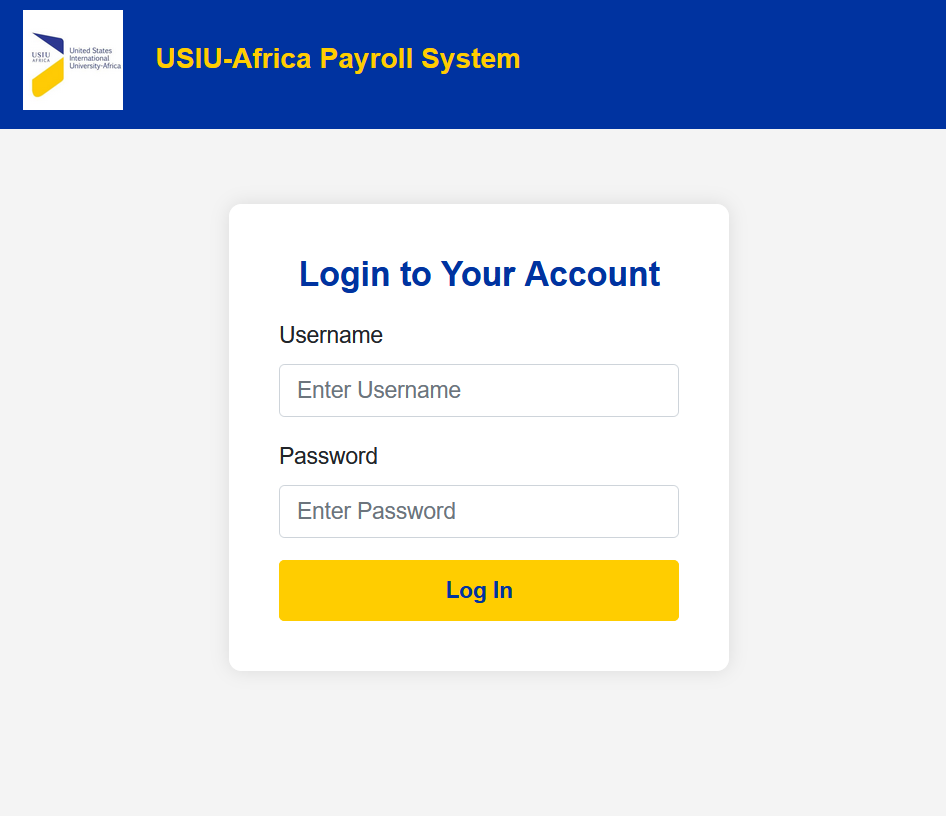 USIU
AFRICA
United States
International
University-Africa
USIU-Africa Payroll System
Login to Your Account
Username
Enter Username
Password
Enter Password
Log In